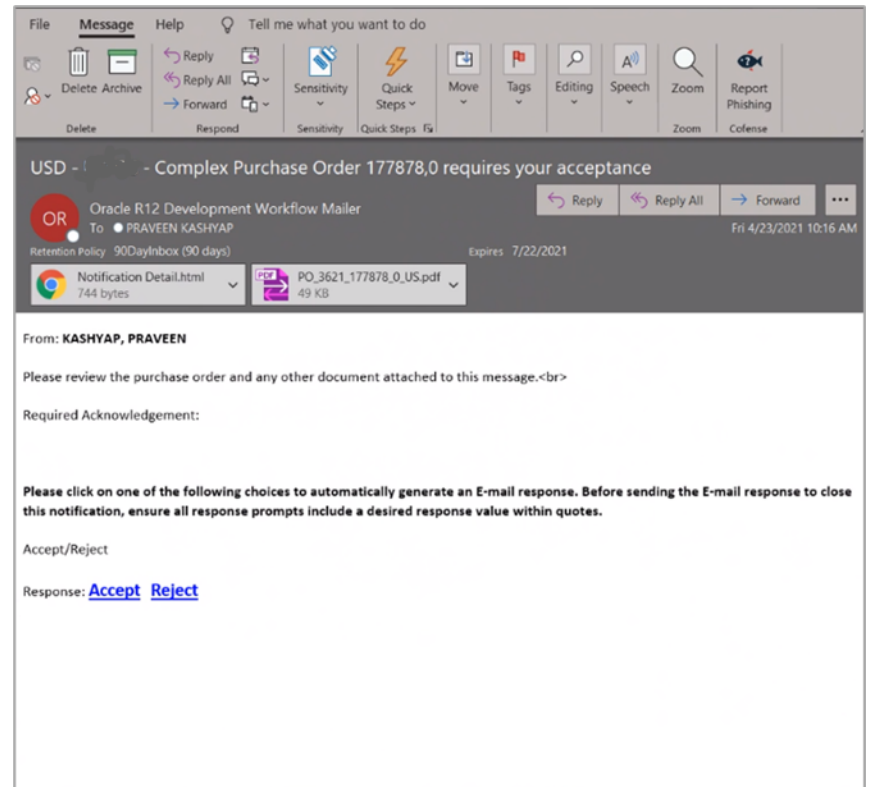 File Message Help Tell me what you want to do
Delete Archive
Reply
Reply All
Forward
Sensitivity
Quick Steps
Move
Tags
Editing
Speech
Zoom
Report Phishing
Delete Respond Sensitivity Quick Steps Zoom Cofense
USD - - Complex Purchase Order 177878,0 requires your acceptance
OR
Oracle R12 Development Workflow Mailer
Reply Reply All Forward ...
To PRAVEEN KASHYAP
Fri 4/23/2021 10:16 AM
Retention Policy 90DayInbox (90 days) Expires 7/22/2021
Notification Detail.html
744 bytes
PDF
PO_3621_177878_0_US.pdf
49 KB
From: KASHYAP, PRAVEEN
Please review the purchase order and any other document attached to this message.<br>
Required Acknowledgement:
Please click on one of the following choices to automatically generate an E-mail response. Before sending the E-mail response to close
this notification, ensure all response prompts include a desired response value within quotes.
Accept/Reject
Response: Accept Reject